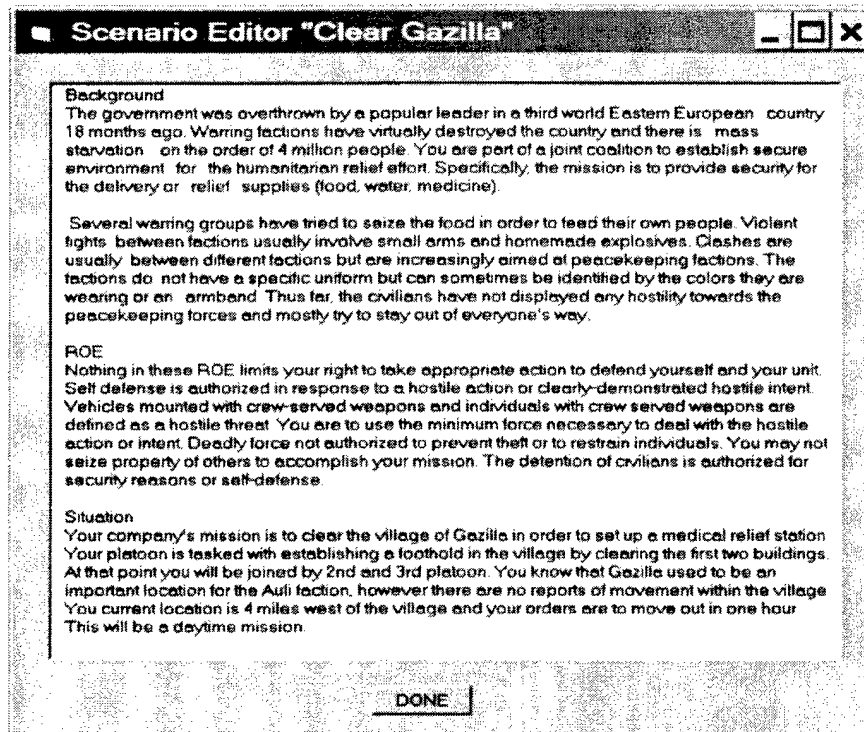 Scenario Editor "Clear Gazilla"
Background
The government was overthrown by a popular leader in a third world Eastern European country
18 months ago. Warring factions have virtually destroyed the country and there is mass
starvation on the order of 4 million people. You are part of a joint coalition to establish secure
environment for the humanitarian relief effort. Specifically, the mission is to provide security for
the delivery or relief supplies (food, water, medicine).
Several warring groups have tried to seize the food in order to feed their own people. Violent
fights between factions usually involve small arms and homemade explosives. Clashes are
usually between different factions but are increasingly aimed at peacekeeping factions. The
factions do not have a specific uniform but can sometimes be identified by the colors they are
wearing or an armband. Thus far, the civilians have not displayed any hostility towards the
peacekeeping forces and mostly try to stay out of everyone's way.
ROE
Nothing in these ROE limits your right to take appropriate action to defend yourself and your unit.
Self defense is authorized in response to a hostile action or clearly-demonstrated hostile intent.
Vehicles mounted with crew-served weapons and individuals with crew served weapons are
defined as a hostile threat. You are to use the minimum force necessary to deal with the hostile
action or intent. Deadly force not authorized to prevent theft or to restrain individuals. You may not
seize property of others to accomplish your mission. The detention of civilians is authorized for
security reasons or self-defense.
Situation
Your company's mission is to clear the village of Gazilla in order to set up a medical relief station
Your platoon is tasked with establishing a foothold in the village by clearing the first two buildings.
At that point you will be joined by 2nd and 3rd platoon. You know that Gazilla used to be an
important location for the Auli faction, however there are no reports of movement within the village
You current location is 4 miles west of the village and your orders are to move out in one hour
This will be a daytime mission.
DONE